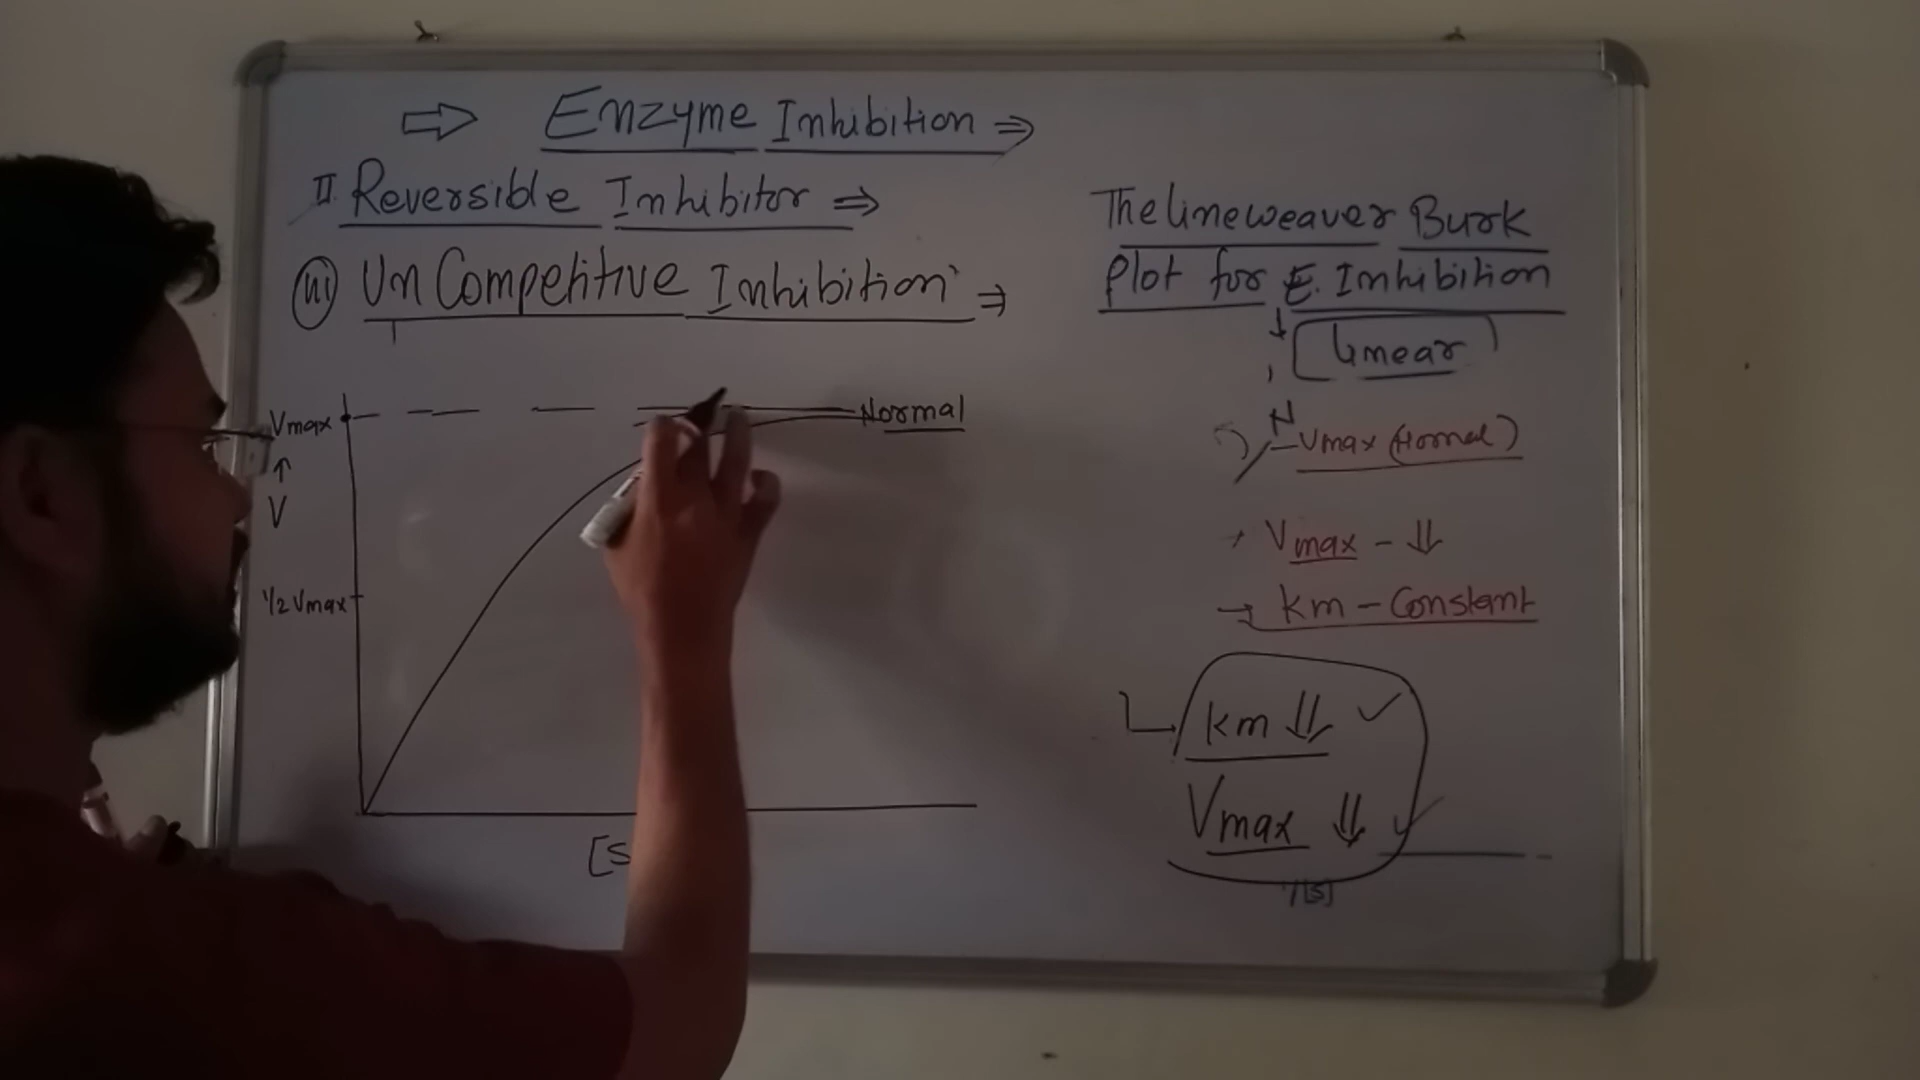 ⇒ Enzyme Inhibition ⇒
II Reversible Inhibitor ⇒
(iii) Un Competitive Inhibition ⇒
Vmax
Normal
↑
V
1/2 Vmax
[S
The lineweaver Burk
Plot for E. Inhibition
↓
linear
N
Vmax (Normal)
Vmax - ⇓
→ km - Constant
km ⇓ ✓
Vmax ⇓ ✓
1/[S]